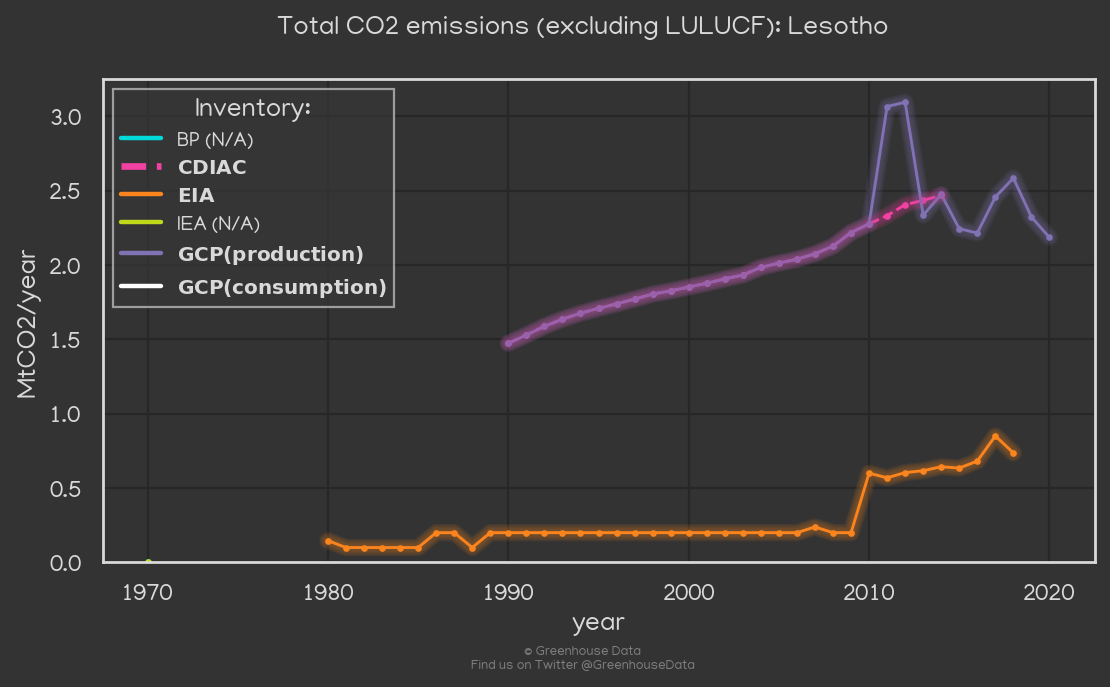 Total CO2 emissions (excluding LULUCF): Lesotho
Inventory:
BP (N/A)
CDIAC
EIA
IEA (N/A)
GCP(production)
GCP(consumption)
MtCO2/year
3.0
2.5
2.0
1.5
1.0
0.5
0.0
1970 1980 1990 2000 2010 2020
year
© Greenhouse Data
Find us on Twitter @GreenhouseData